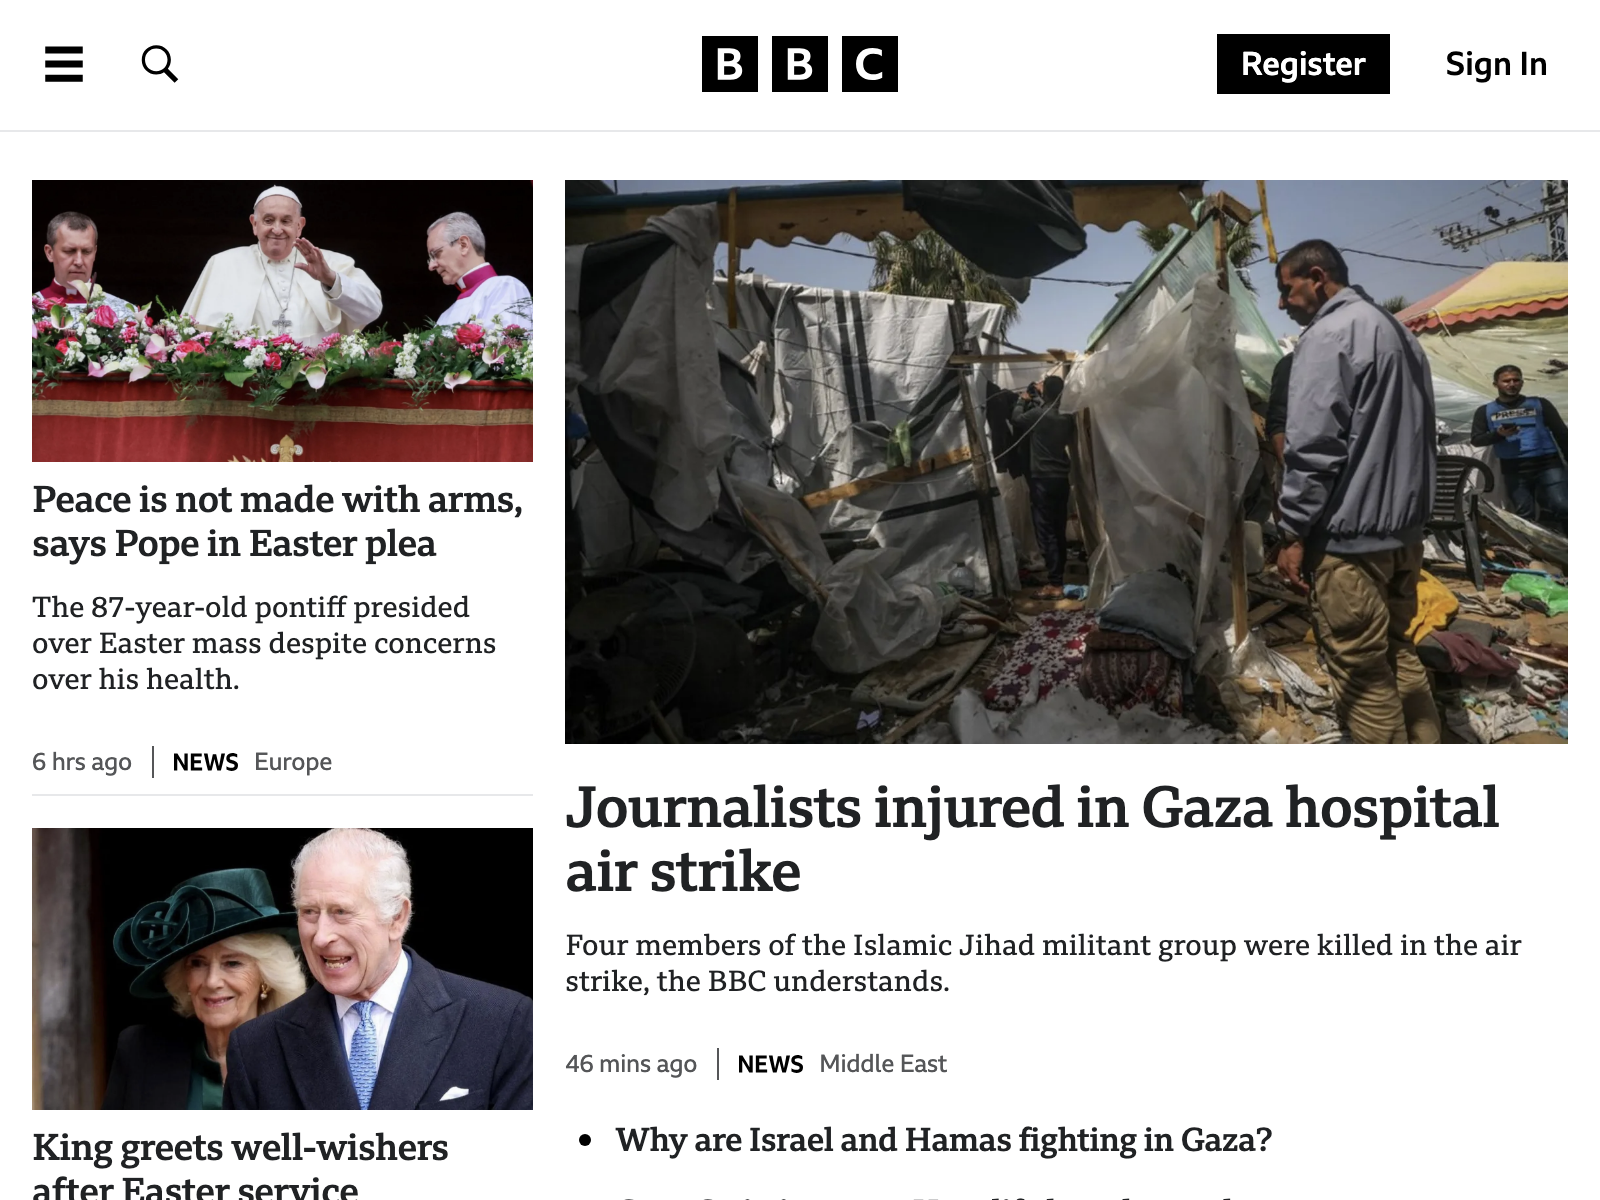 BBC
Register
Sign In
Peace is not made with arms,
says Pope in Easter plea
The 87-year-old pontiff presided
over Easter mass despite concerns
over his health.
6 hrs ago | NEWS Europe
King greets well-wishers
after Easter service
PRESS
Journalists injured in Gaza hospital
air strike
Four members of the Islamic Jihad militant group were killed in the air
strike, the BBC understands.
46 mins ago | NEWS Middle East
• Why are Israel and Hamas fighting in Gaza?